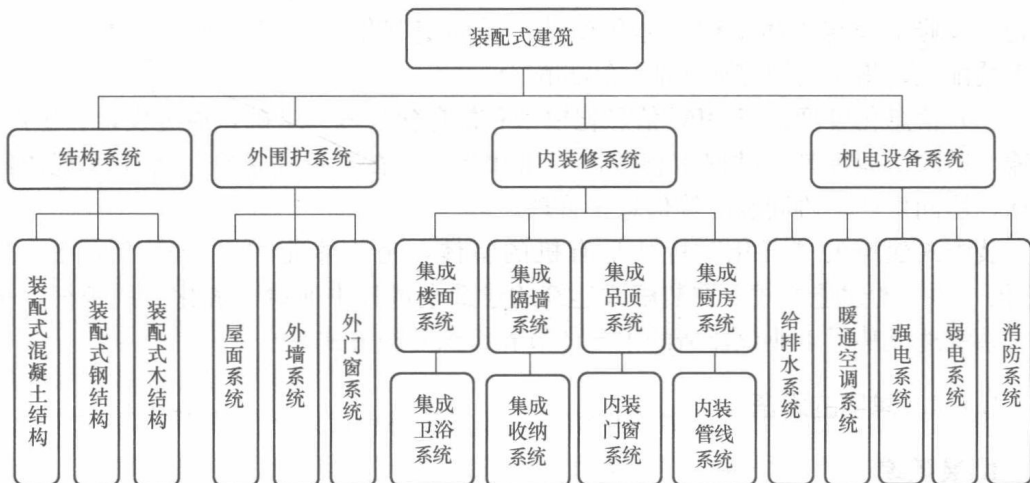 装配式建筑
结构系统
外围护系统
内装修系统
机电设备系统
装配式混凝土结构
装配式钢结构
装配式木结构
屋面系统
外墙系统
外门窗系统
集成
楼面
系统
集成
隔墙
系统
集成
吊顶
系统
集成
厨房
系统
集成
卫浴
系统
集成
收纳
系统
内装
门窗
系统
内装
管线
系统
给排水系统
暖通空调系统
强电系统
弱电系统
消防系统